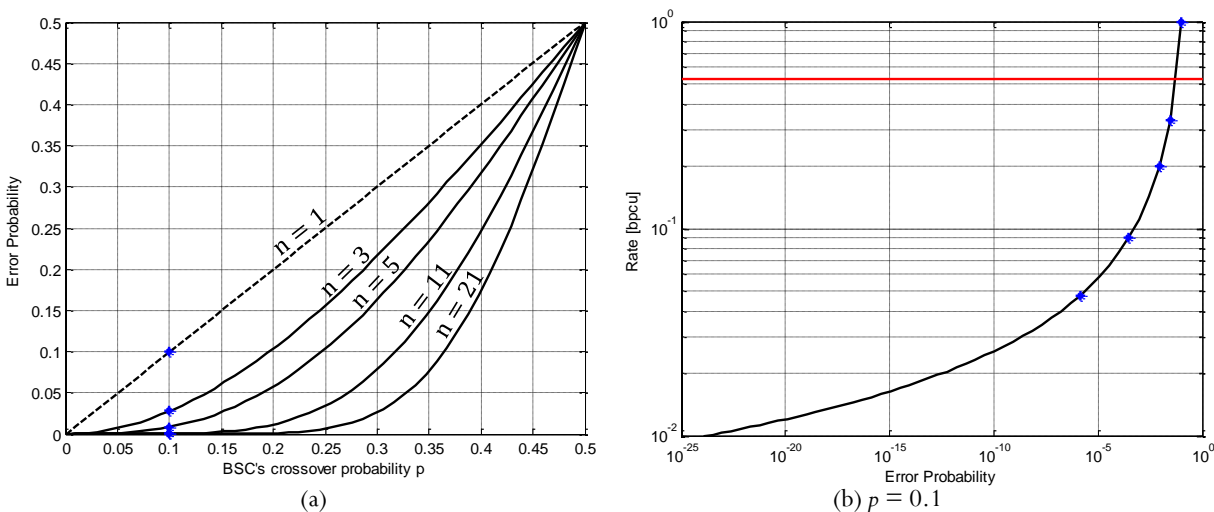 0.5
0.45
0.4
0.35
0.3
0.25
0.2
0.15
0.1
0.05
0
Error Probability
n = 1
n = 3
n = 5
n = 11
n = 21
0 0.05 0.1 0.15 0.2 0.25 0.3 0.35 0.4 0.45 0.5
BSC's crossover probability p
(a)
10^0
10^-1
10^-2
Rate [bpcu]
10^-25 10^-20 10^-15 10^-10 10^-5 10^0
Error Probability
(b) p = 0.1